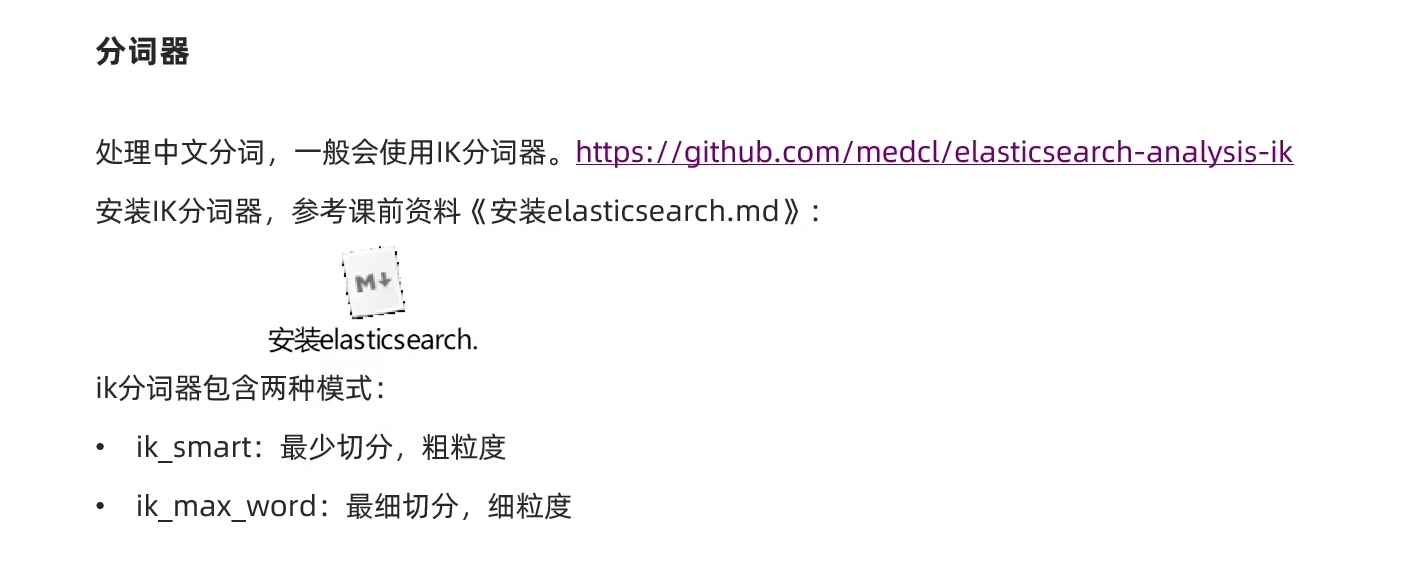 分词器
处理中文分词，一般会使用IK分词器。https://github.com/medcl/elasticsearch-analysis-ik
安装IK分词器，参考课前资料《安装elasticsearch.md》：
M↓
安装elasticsearch.
ik分词器包含两种模式：
• ik_smart：最少切分，粗粒度
• ik_max_word：最细切分，细粒度